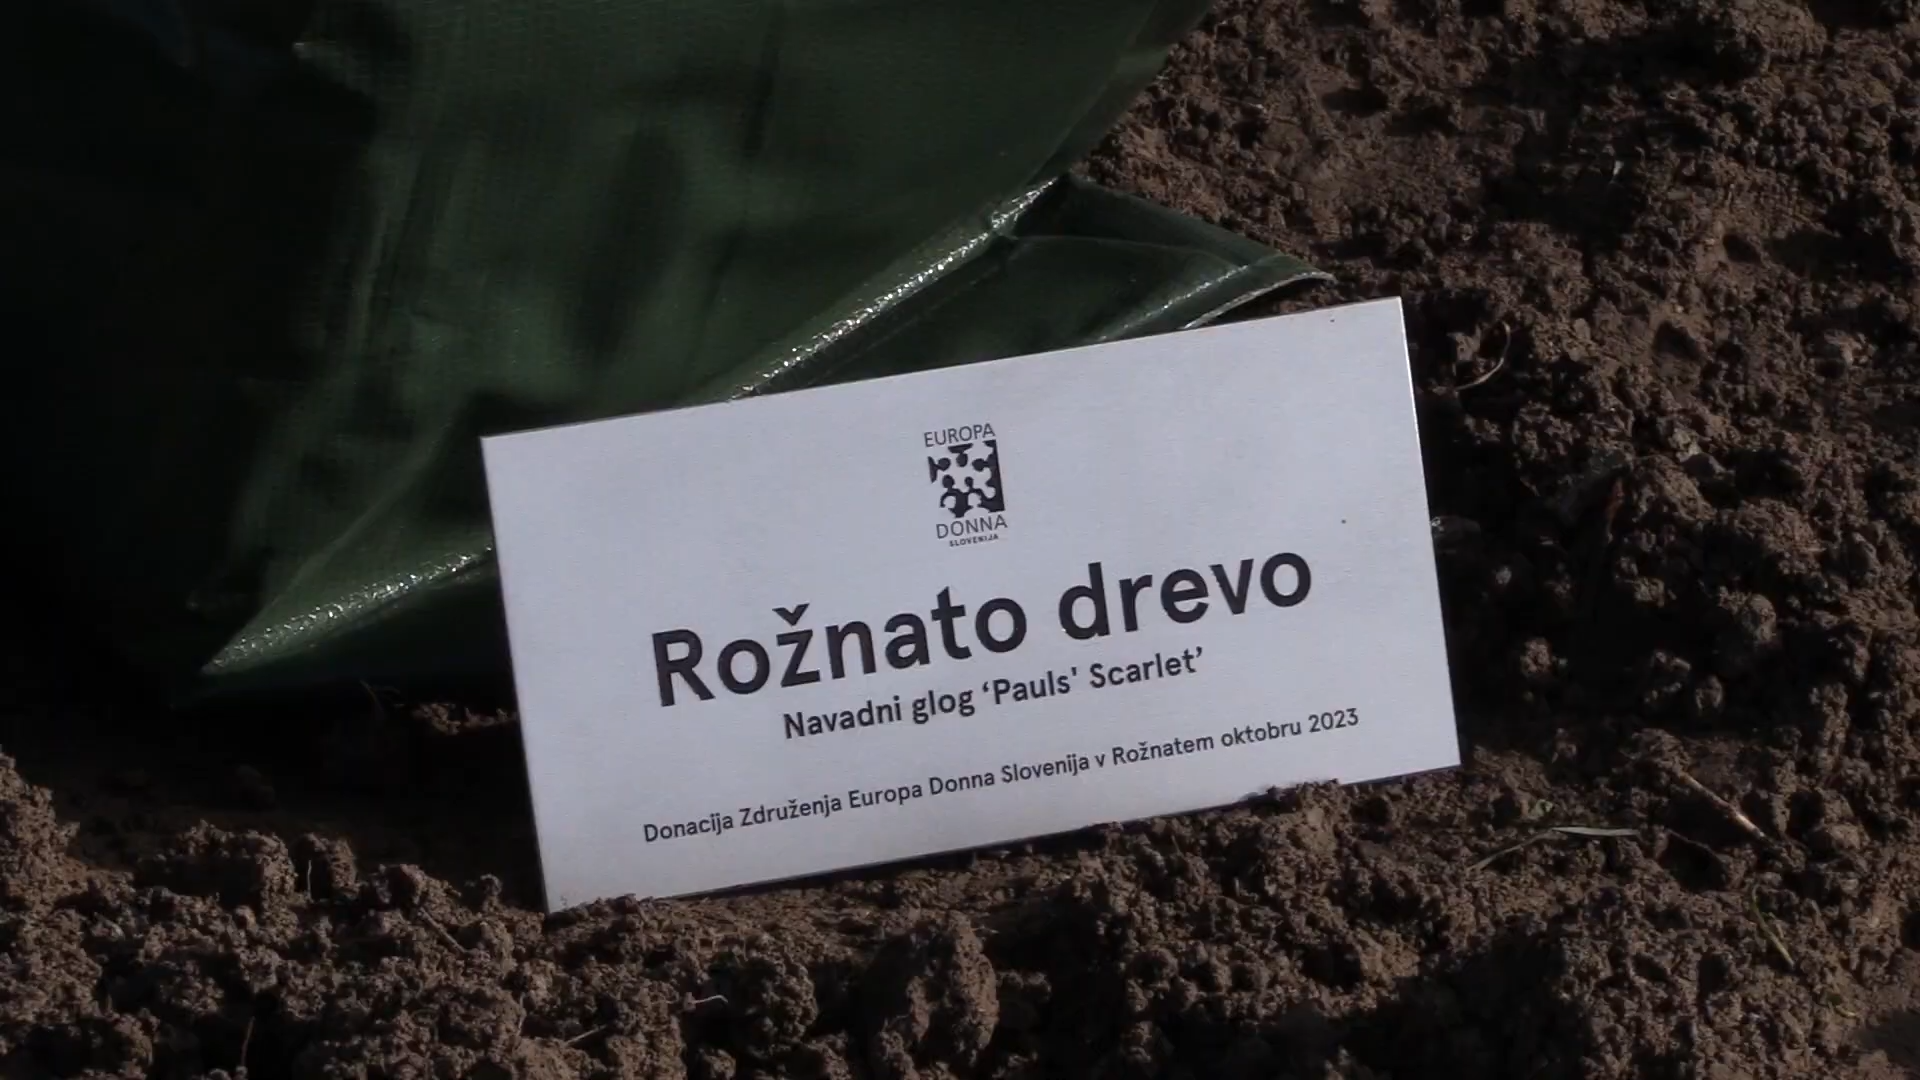 EUROPA
DONNA
SLOVENIJA
Rožnato drevo
Navadni glog ‘Pauls' Scarlet’
Donacija Združenja Europa Donna Slovenija v Rožnatem oktobru 2023